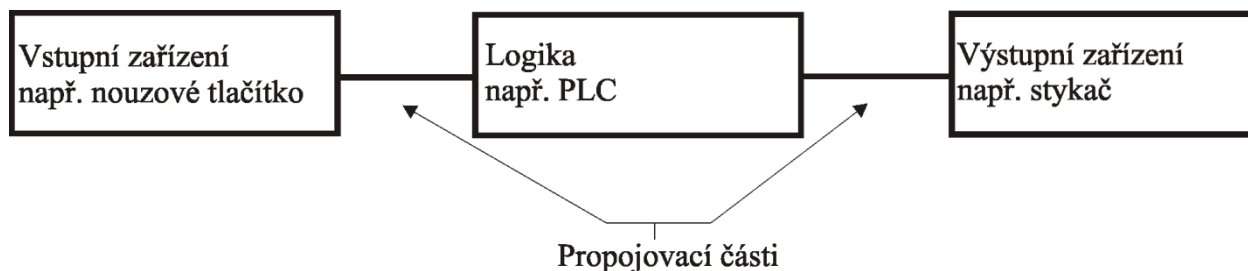 Vstupní zařízení
např. nouzové tlačítko
Logika
např. PLC
Výstupní zařízení
např. stykač
Propojovací části